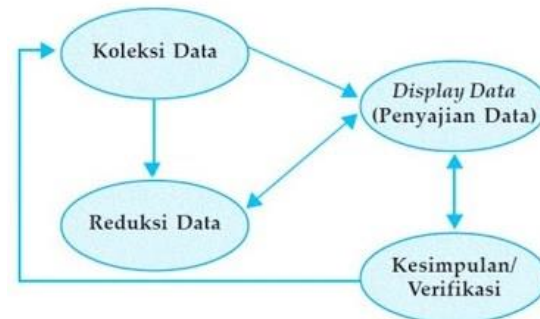 Koleksi Data
Display Data
(Penyajian Data)
Reduksi Data
Kesimpulan/
Verifikasi